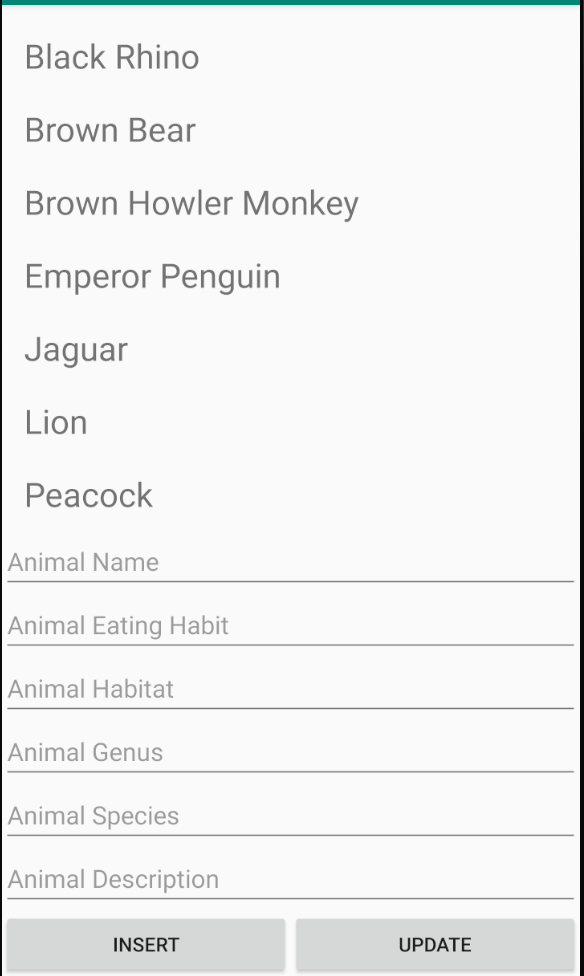 Black Rhino
Brown Bear
Brown Howler Monkey
Emperor Penguin
Jaguar
Lion
Peacock
Animal Name
Animal Eating Habit
Animal Habitat
Animal Genus
Animal Species
Animal Description
INSERT UPDATE